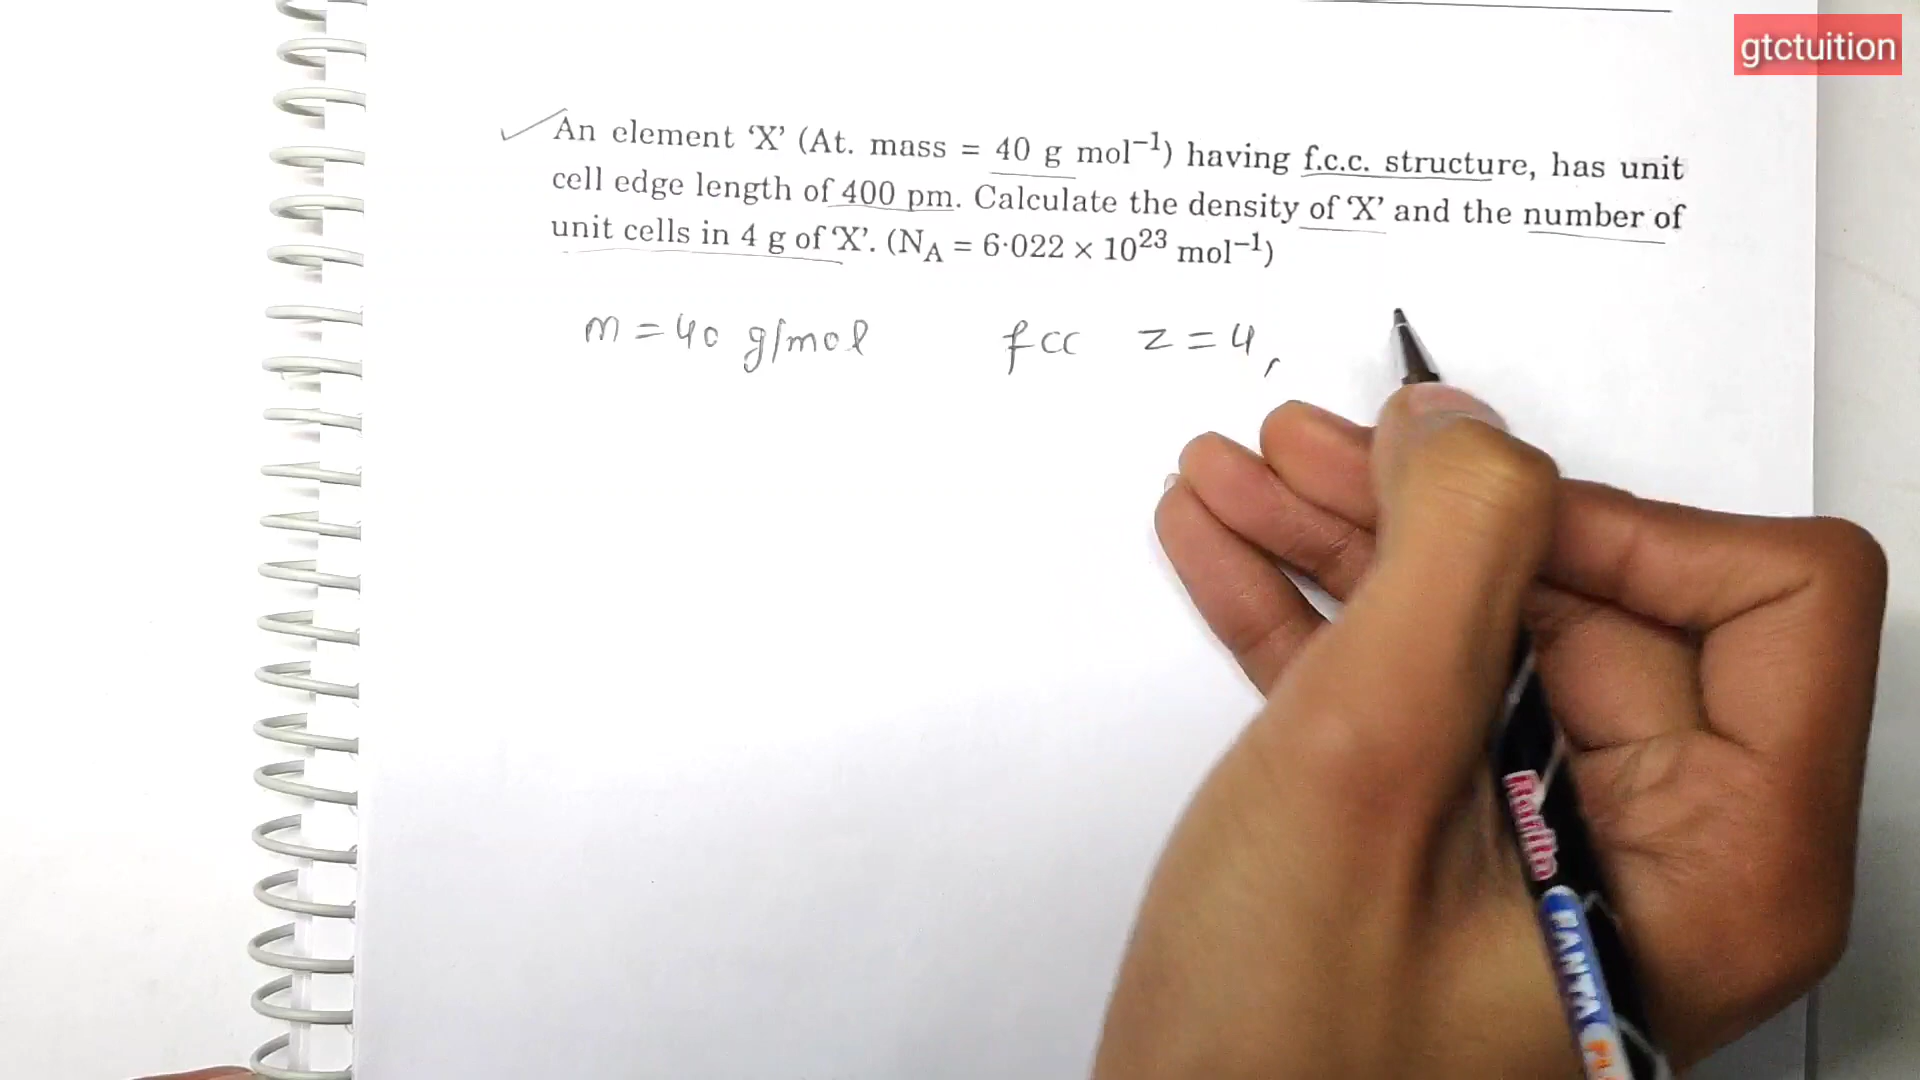 gtctuition
An element ‘X’ (At. mass = 40 g mol⁻¹) having f.c.c. structure, has unit
cell edge length of 400 pm. Calculate the density of ‘X’ and the number of
unit cells in 4 g of ‘X’. (N_A = 6·022 × 10²³ mol⁻¹)
m = 40 g/mol fcc z = 4,
Rorito
FANTA